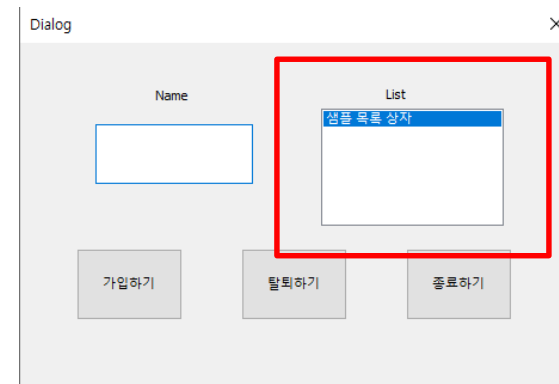 Dialog
Name
List
샘플 목록 상자
가입하기
탈퇴하기
종료하기